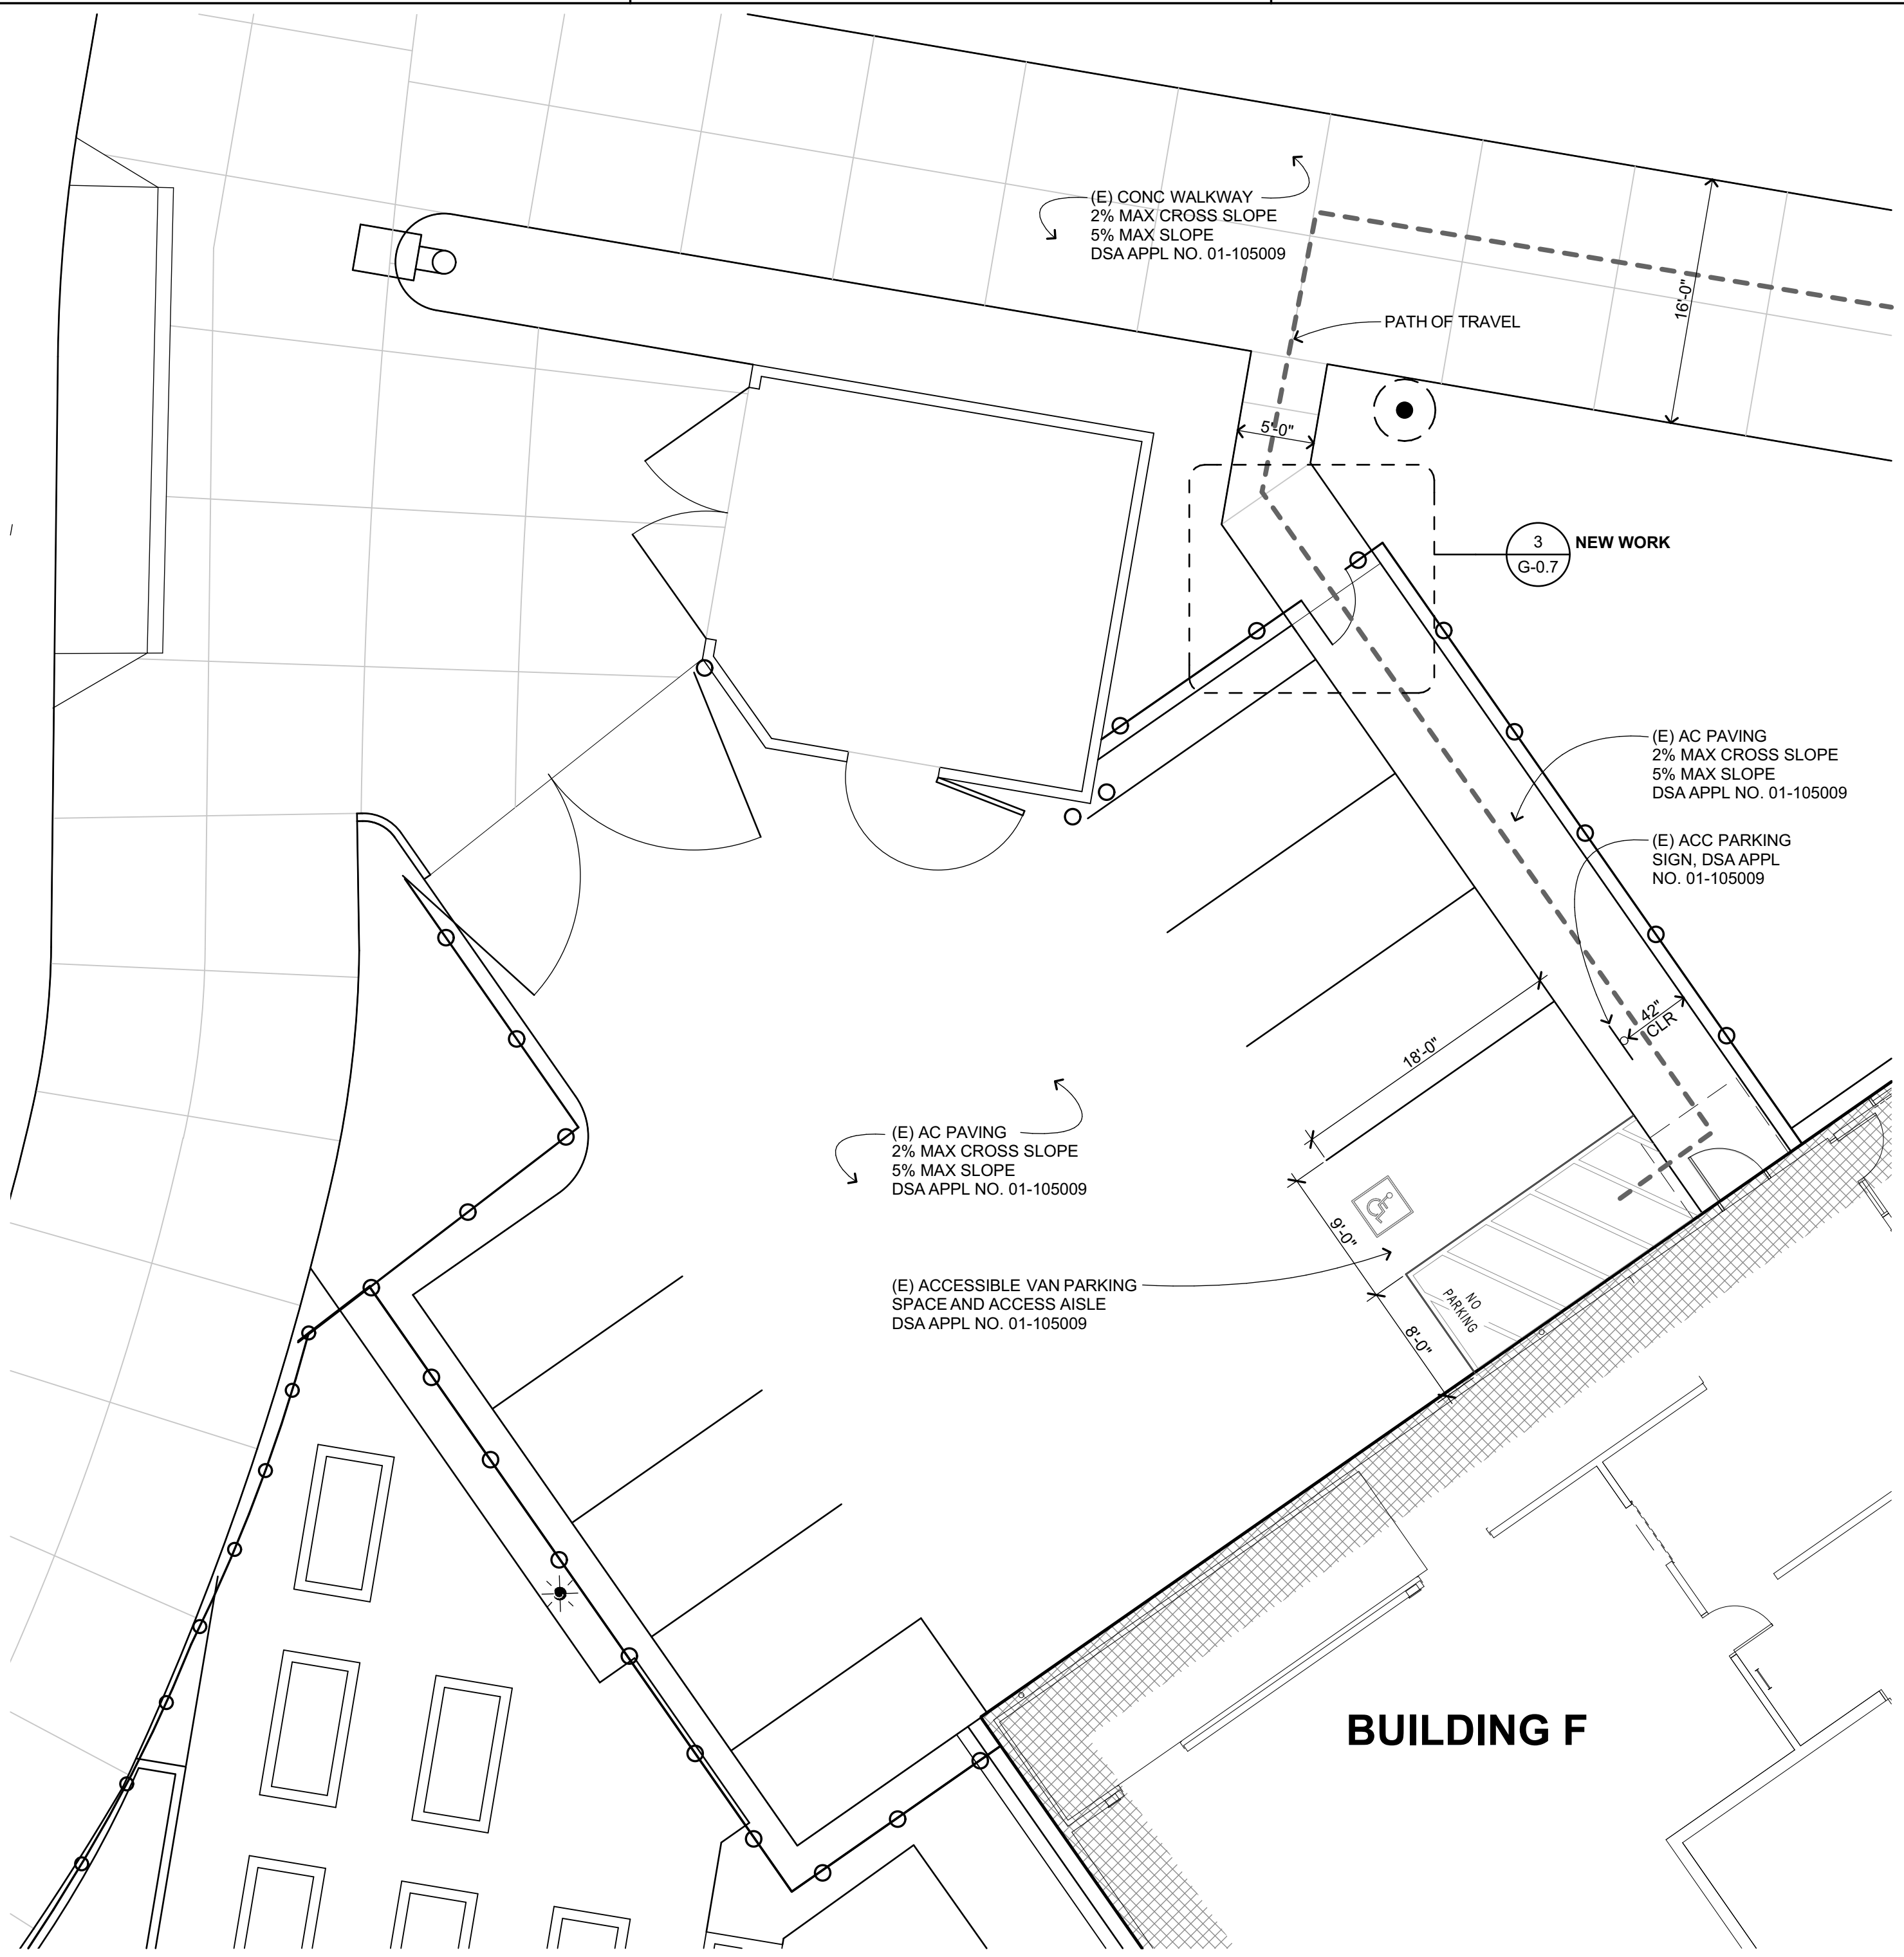 (E) CONC WALKWAY
2% MAX CROSS SLOPE
5% MAX SLOPE
DSA APPL NO. 01-105009
16'-0"
PATH OF TRAVEL
5'-0"
3
G-0.7
NEW WORK
(E) AC PAVING
2% MAX CROSS SLOPE
5% MAX SLOPE
DSA APPL NO. 01-105009
(E) ACC PARKING
SIGN, DSA APPL
NO. 01-105009
42"
CLR
18'-0"
(E) AC PAVING
2% MAX CROSS SLOPE
5% MAX SLOPE
DSA APPL NO. 01-105009
9'-0"
(E) ACCESSIBLE VAN PARKING
SPACE AND ACCESS AISLE
DSA APPL NO. 01-105009
NO
PARKING
8'-0"
BUILDING F